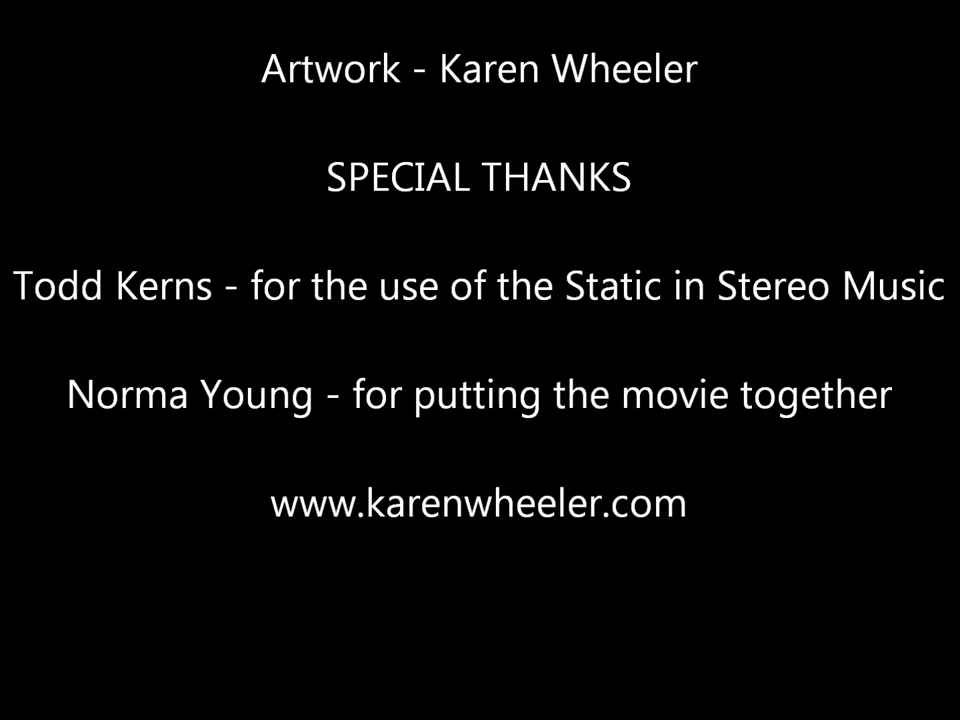 Artwork - Karen Wheeler
SPECIAL THANKS
Todd Kerns - for the use of the Static in Stereo Music
Norma Young - for putting the movie together
www.karenwheeler.com